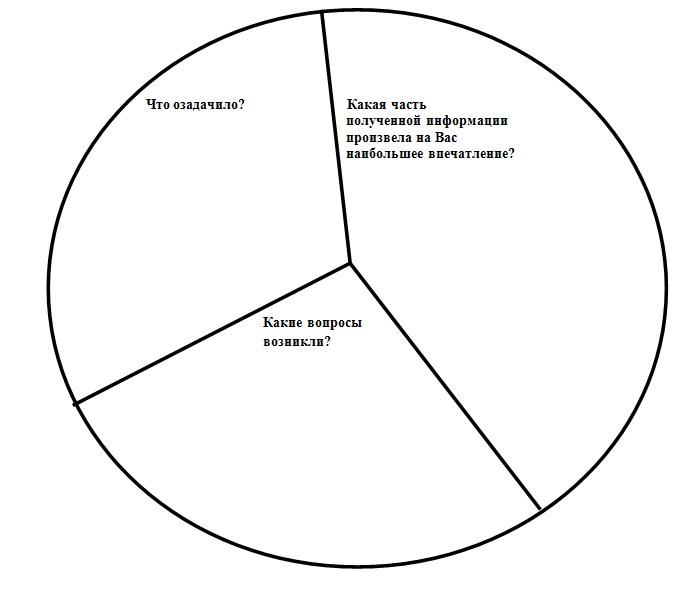 Что озадачило?
Какая часть
полученной информации
произвела на Вас
наибольшее впечатление?
Какие вопросы
возникли?